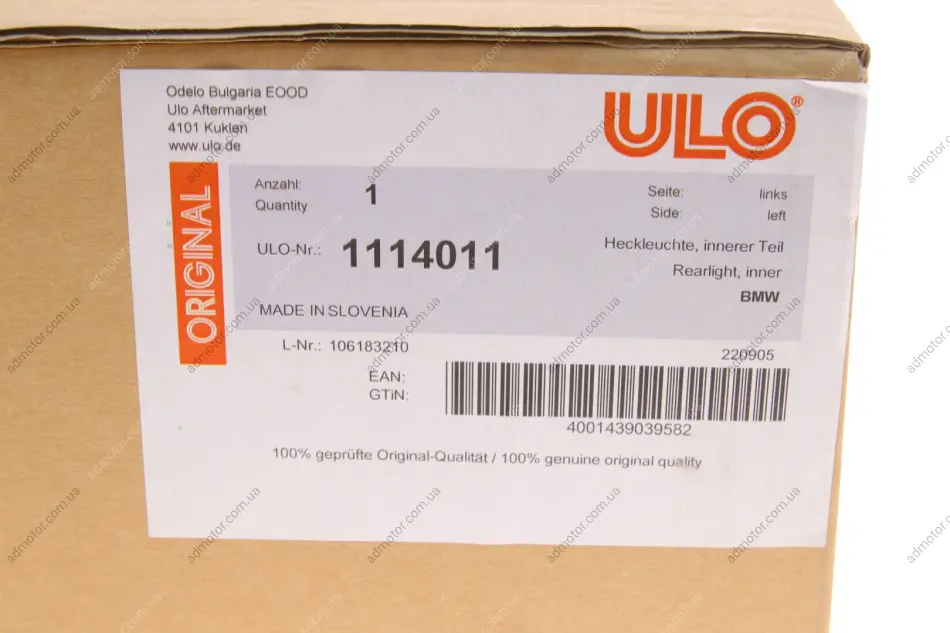 Odelo Bulgaria EOOD
Ulo Aftermarket
4101 Kuklen
www.ulo.de
ULO®
ORIGINAL
Anzahl: 1
Quantity
Seite: links
Side: left
ULO-Nr.: 1114011
Heckleuchte, innerer Teil
Rearlight, inner
BMW
MADE IN SLOVENIA
L-Nr.: 106183210
220905
EAN:
GTiN:
4001439039582
100% geprüfte Original-Qualität / 100% genuine original quality
admotor.com.ua